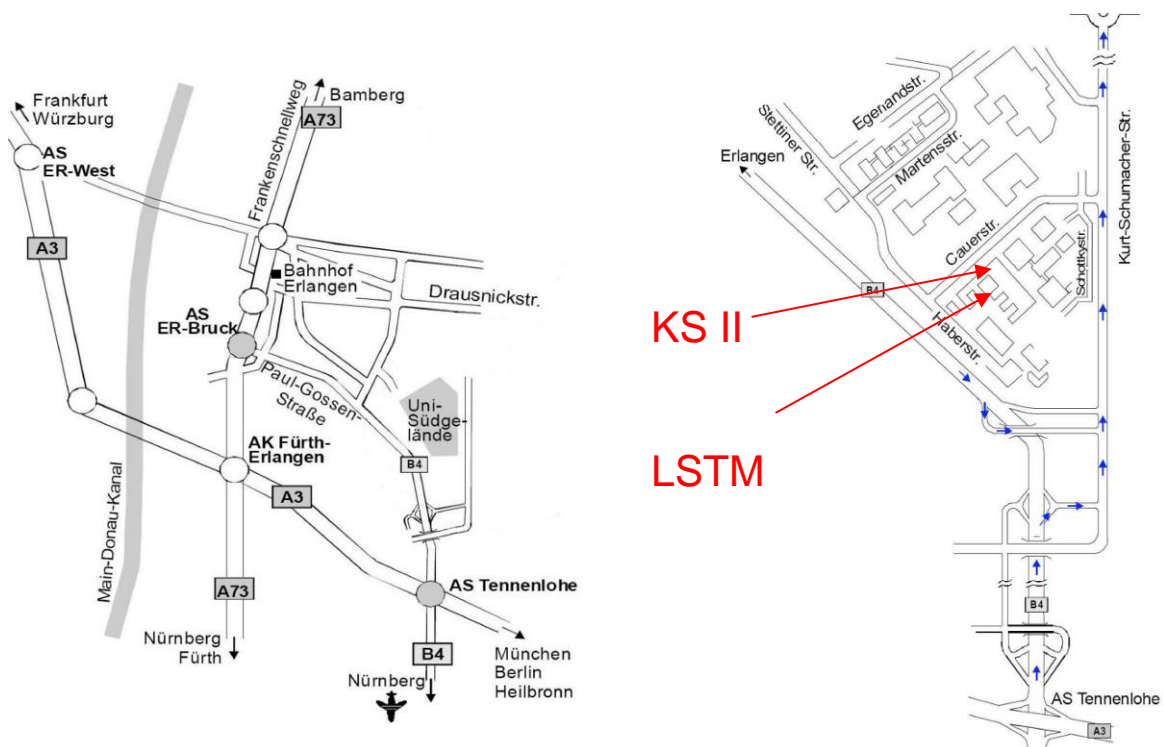 Frankfurt
Würzburg
AS
ER-West
Frankenschnellweg
Bamberg
A73
A3
Bahnhof
Erlangen
Drausnickstr.
AS
ER-Bruck
Paul-Gossen-
Straße
Uni-
Südge-
lände
B4
AK Fürth-
Erlangen
A3
Main-Donau-Kanal
A73
AS Tennenlohe
Nürnberg
Fürth
B4
Nürnberg
München
Berlin
Heilbronn
Egenandstr.
Stettiner Str.
Erlangen
Martensstr.
Kurt-Schumacher-Str.
Cauerstr.
Schottkystr.
B4
Haberstr.
KS II
LSTM
B4
AS Tennenlohe
A3